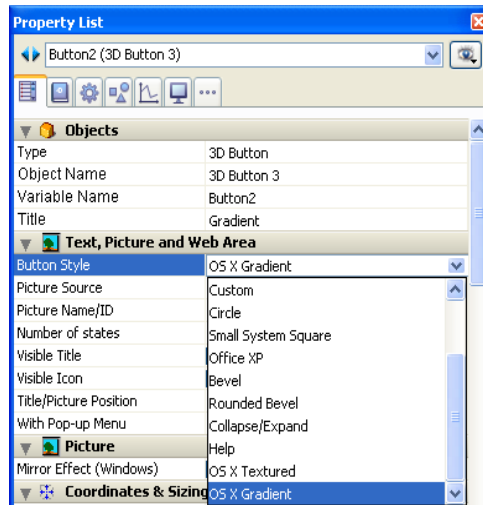 Property List
Button2 (3D Button 3)
Objects
Type 3D Button
Object Name 3D Button 3
Variable Name Button2
Title Gradient
Text, Picture and Web Area
Button Style OS X Gradient
Picture Source Custom
Picture Name/ID Circle
Number of states Small System Square
Visible Title Office XP
Visible Icon Bevel
Title/Picture Position Rounded Bevel
With Pop-up Menu Collapse/Expand
Picture Help
Mirror Effect (Windows) OS X Textured
Coordinates & Sizing OS X Gradient